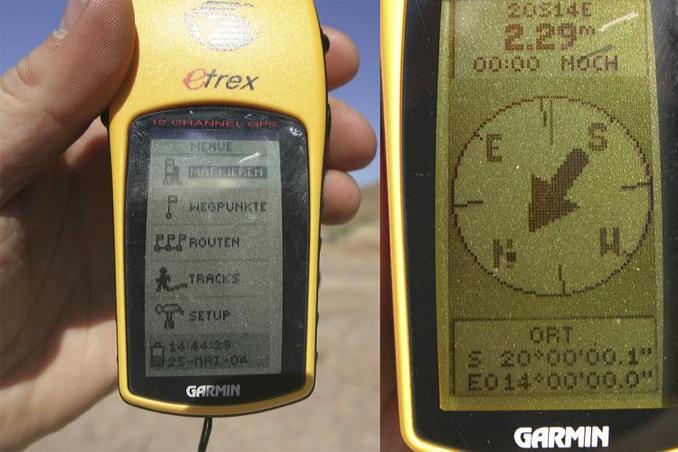 etrex
12 CHANNEL GPS
MENUE
MARKIEREN
WEGPUNKTE
ROUTEN
TRACKS
SETUP
14:44:29
25-MAI-04
GARMIN
20S14E
2.29m
00:00 NOCH
E
S
N
W
ORT
S 20°00'00.1"
E014°00'00.0"
GARMIN